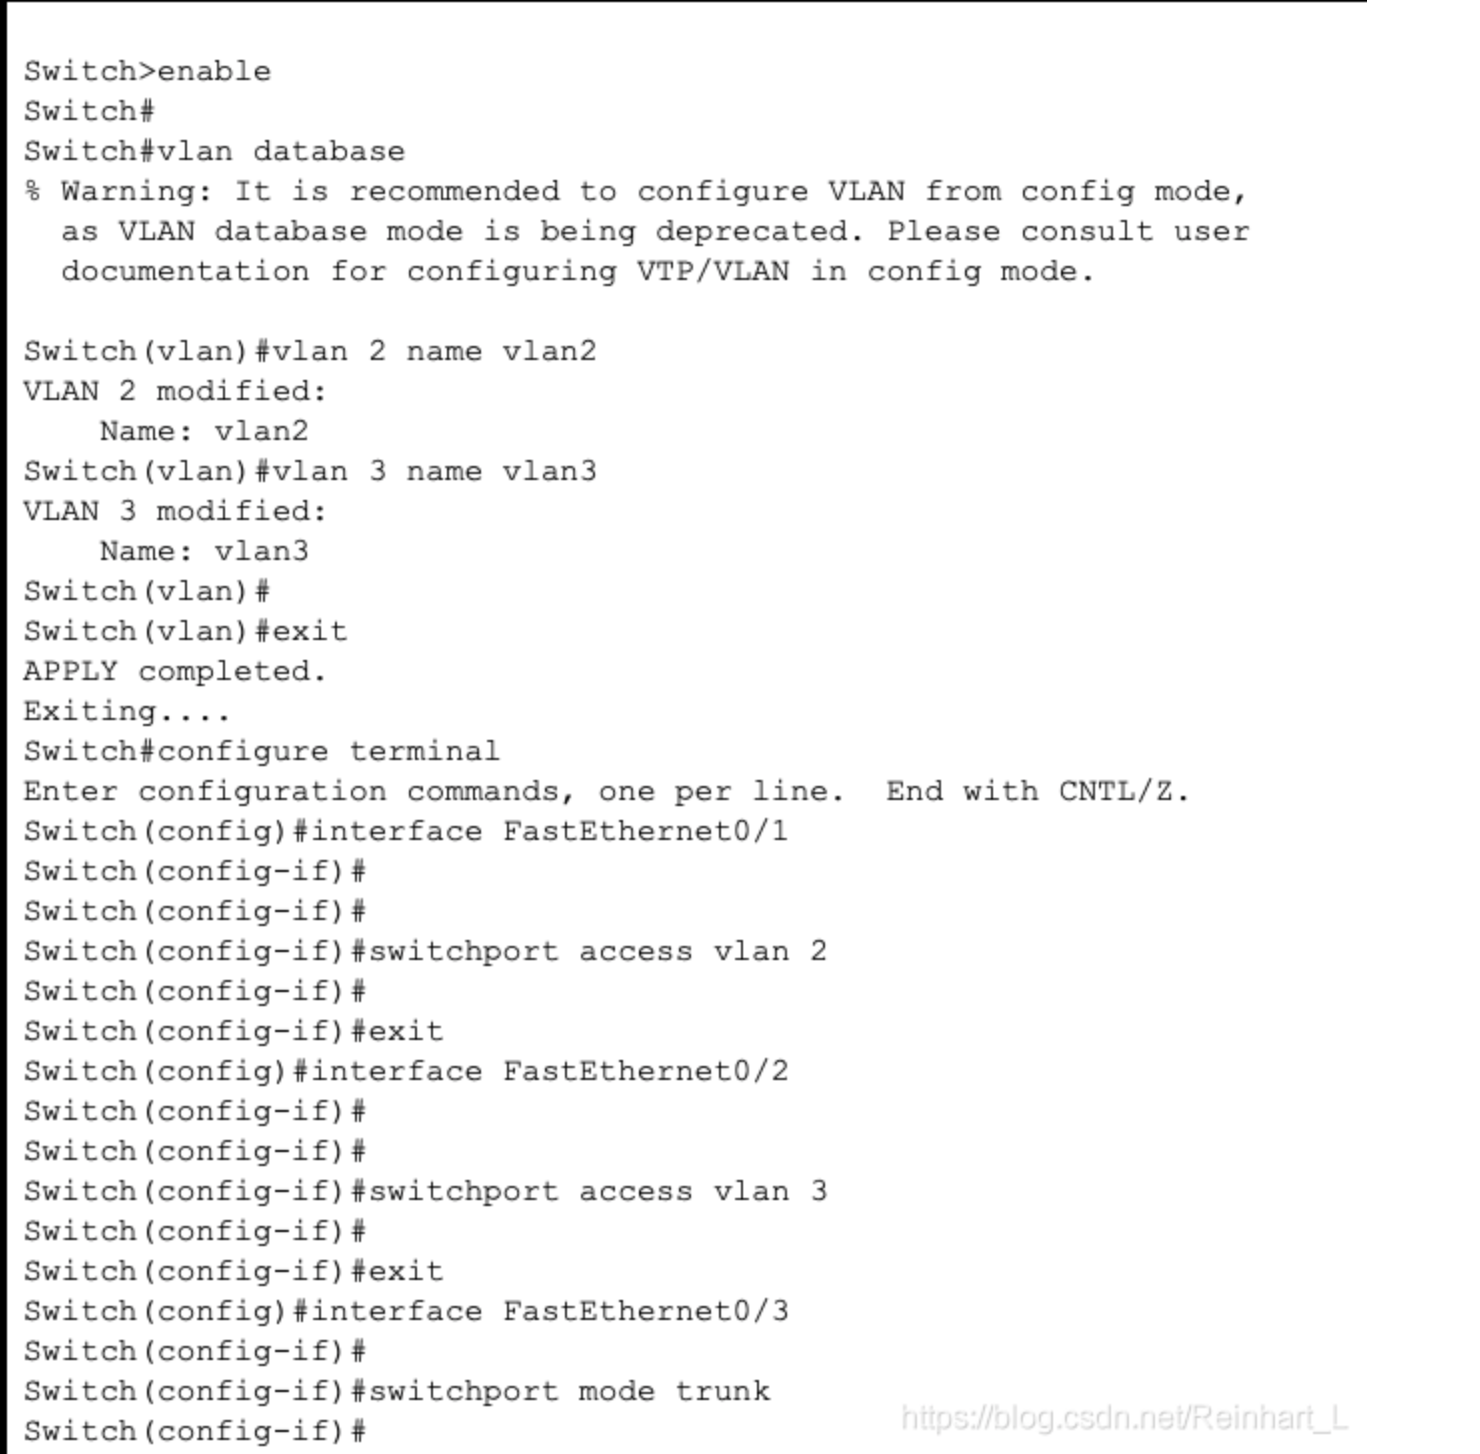 Switch>enable
Switch#
Switch#vlan database
% Warning: It is recommended to configure VLAN from config mode,
  as VLAN database mode is being deprecated. Please consult user
  documentation for configuring VTP/VLAN in config mode.

Switch(vlan)#vlan 2 name vlan2
VLAN 2 modified:
    Name: vlan2
Switch(vlan)#vlan 3 name vlan3
VLAN 3 modified:
    Name: vlan3
Switch(vlan)#
Switch(vlan)#exit
APPLY completed.
Exiting....
Switch#configure terminal
Enter configuration commands, one per line.  End with CNTL/Z.
Switch(config)#interface FastEthernet0/1
Switch(config-if)#
Switch(config-if)#
Switch(config-if)#switchport access vlan 2
Switch(config-if)#
Switch(config-if)#exit
Switch(config)#interface FastEthernet0/2
Switch(config-if)#
Switch(config-if)#
Switch(config-if)#switchport access vlan 3
Switch(config-if)#
Switch(config-if)#exit
Switch(config)#interface FastEthernet0/3
Switch(config-if)#
Switch(config-if)#switchport mode trunk
Switch(config-if)#
https://blog.csdn.net/Reinhart_L